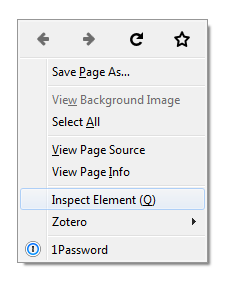 Save Page As...
View Background Image
Select All
View Page Source
View Page Info
Inspect Element (Q)
Zotero
1Password